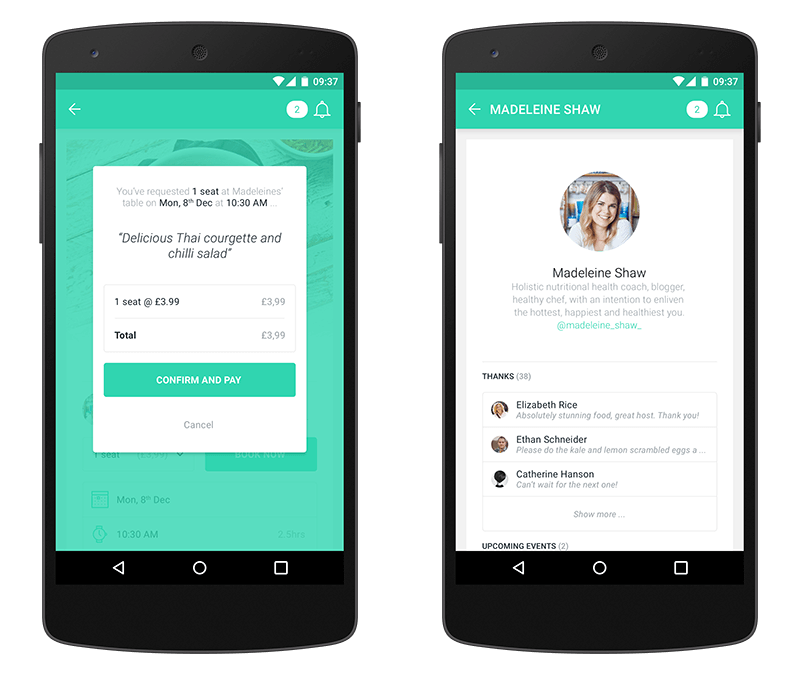 09:37
2
You've requested 1 seat at Madeleines'
table on Mon, 8th Dec at 10:30 AM ...
“Delicious Thai courgette and
chilli salad”
1 seat @ £3.99 £3,99
Total £3,99
CONFIRM AND PAY
Cancel
1 seat (£3,99) BOOK NOW
Mon, 8th Dec
10:30 AM 2.5hrs
09:37
MADELEINE SHAW 2
Madeleine Shaw
Holistic nutritional health coach, blogger,
healthy chef, with an intention to enliven
the hottest, happiest and healthiest you.
@madeleine_shaw_
THANKS (38)
Elizabeth Rice
Absolutely stunning food, great host. Thank you!
Ethan Schneider
Please do the kale and lemon scrambled eggs a ...
Catherine Hanson
Can't wait for the next one!
Show more ...
UPCOMING EVENTS (2)